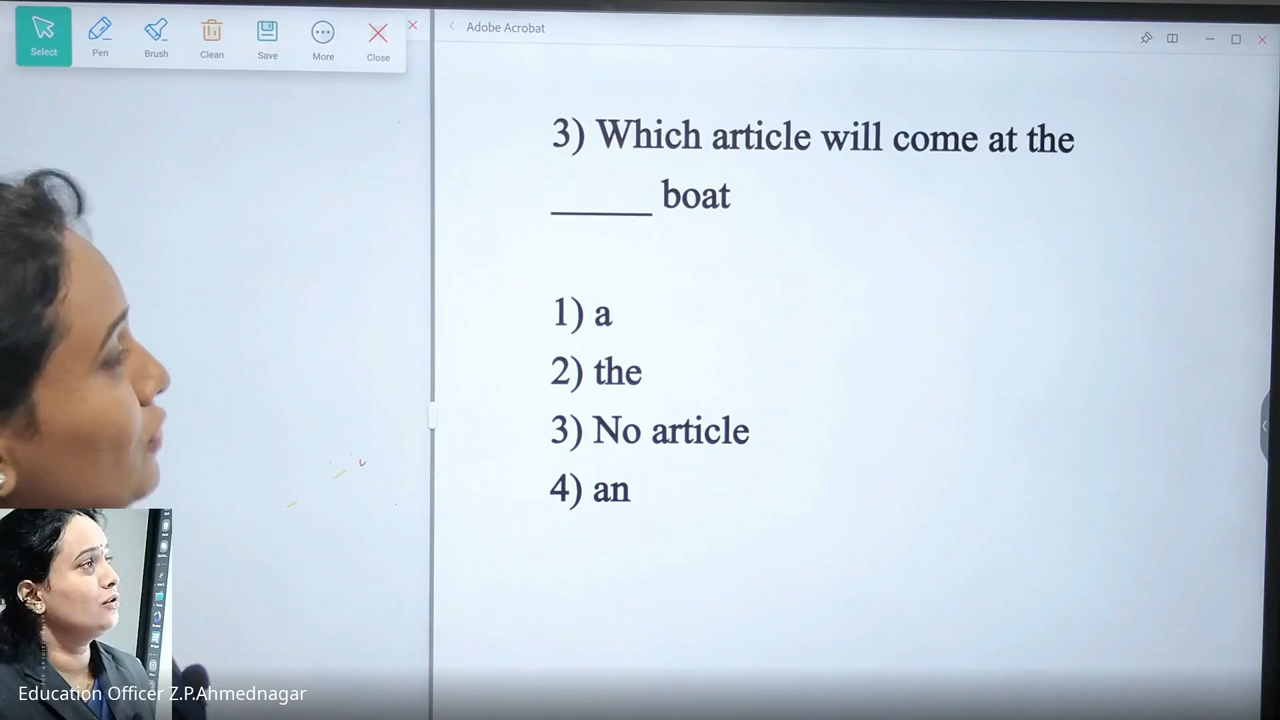 Select
Pen
Brush
Clean
Save
More
Close
Adobe Acrobat
3) Which article will come at the
______ boat
1) a
2) the
3) No article
4) an
Education Officer Z.P.Ahmednagar